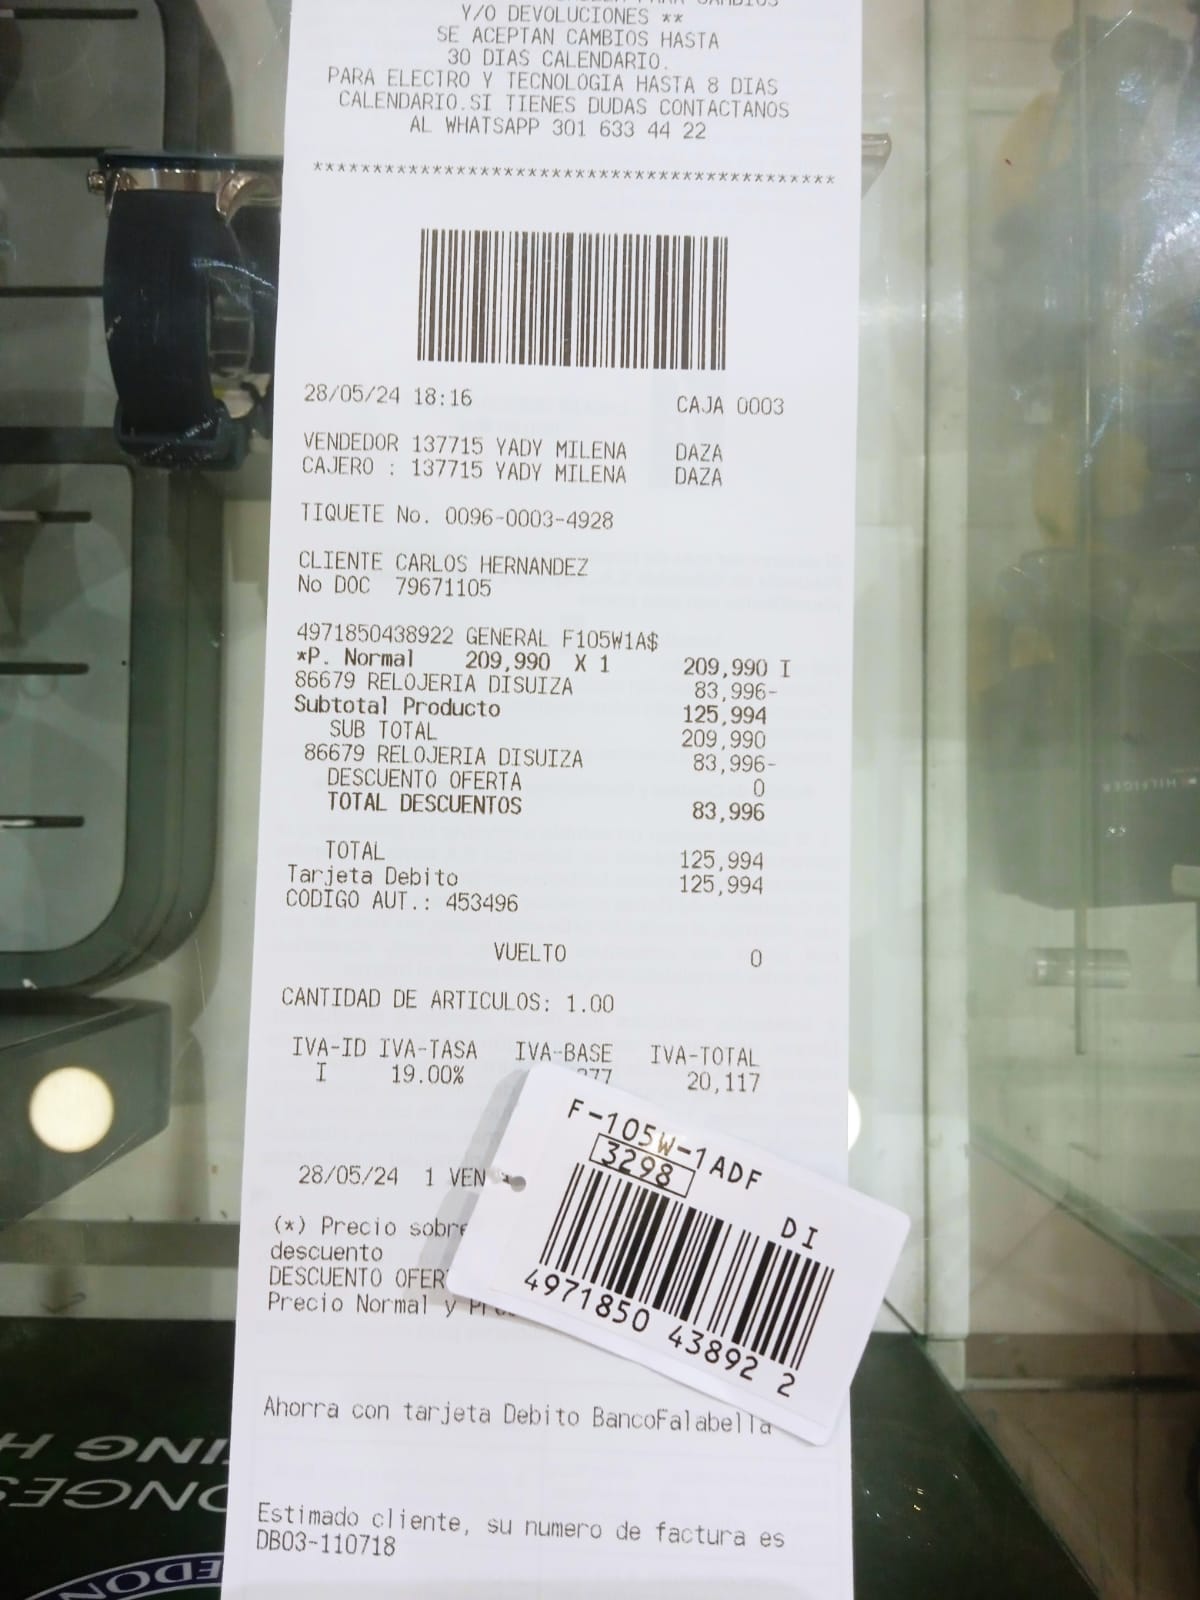 Y/O DEVOLUCIONES **
SE ACEPTAN CAMBIOS HASTA
30 DIAS CALENDARIO.
PARA ELECTRO Y TECNOLOGIA HASTA 8 DIAS
CALENDARIO.SI TIENES DUDAS CONTACTANOS
AL WHATSAPP 301 633 44 22
********************************************
28/05/24 18:16 CAJA 0003
VENDEDOR 137715 YADY MILENA DAZA
CAJERO : 137715 YADY MILENA DAZA
TIQUETE No. 0096-0003-4928
CLIENTE CARLOS HERNANDEZ
No DOC 79671105
4971850438922 GENERAL F105W1A$
*P. Normal 209,990 X 1 209,990 I
86679 RELOJERIA DISUIZA 83,996-
Subtotal Producto 125,994
SUB TOTAL 209,990
86679 RELOJERIA DISUIZA 83,996-
DESCUENTO OFERTA 0
TOTAL DESCUENTOS 83,996
TOTAL 125,994
Tarjeta Debito 125,994
CODIGO AUT.: 453496
VUELTO 0
CANTIDAD DE ARTICULOS: 1.00
IVA-ID IVA-TASA IVA-BASE IVA-TOTAL
I 19.00% 877 20,117
28/05/24 1 VEN
(*) Precio sobre
descuento
DESCUENTO OFER
Precio Normal y
F-105W-1ADF
3298
DI
4971850 43892 2
Ahorra con tarjeta Debito BancoFalabella
Estimado cliente, su numero de factura es
DB03-110718
HILFIGER